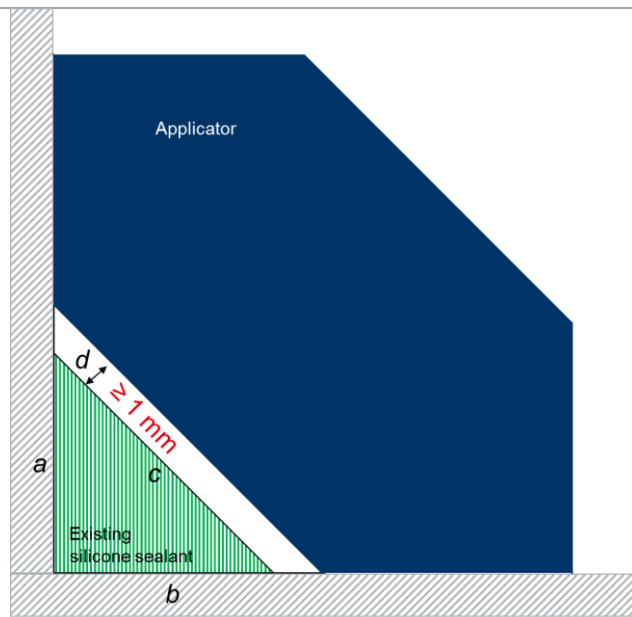 Applicator
d
≥ 1 mm
a
c
Existing
silicone sealant
b